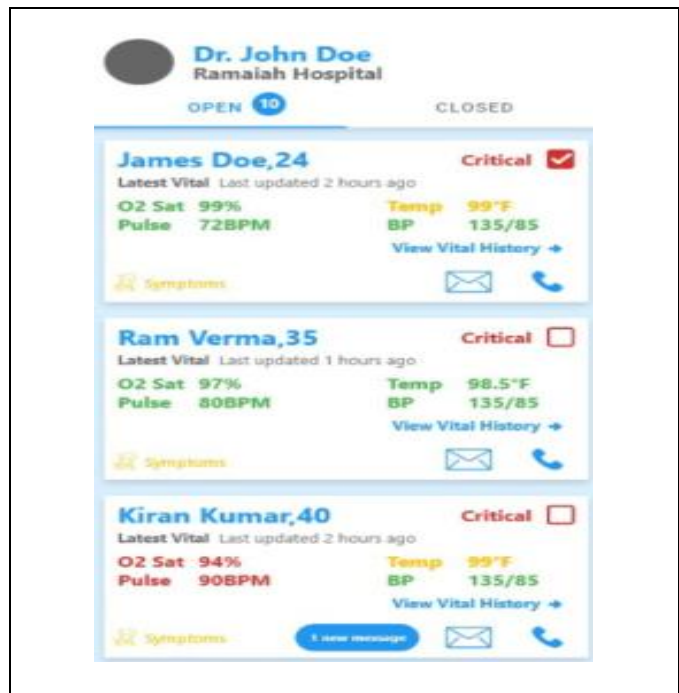 Dr. John Doe
Ramaiah Hospital
OPEN 10 CLOSED
James Doe,24 Critical
Latest Vital Last updated 2 hours ago
O2 Sat 99% Temp 99°F
Pulse 72BPM BP 135/85
View Vital History →
Symptoms
Ram Verma,35 Critical
Latest Vital Last updated 1 hours ago
O2 Sat 97% Temp 98.5°F
Pulse 80BPM BP 135/85
View Vital History →
Symptoms
Kiran Kumar,40 Critical
Latest Vital Last updated 2 hours ago
O2 Sat 94% Temp 99°F
Pulse 90BPM BP 135/85
View Vital History →
Symptoms 1 new message